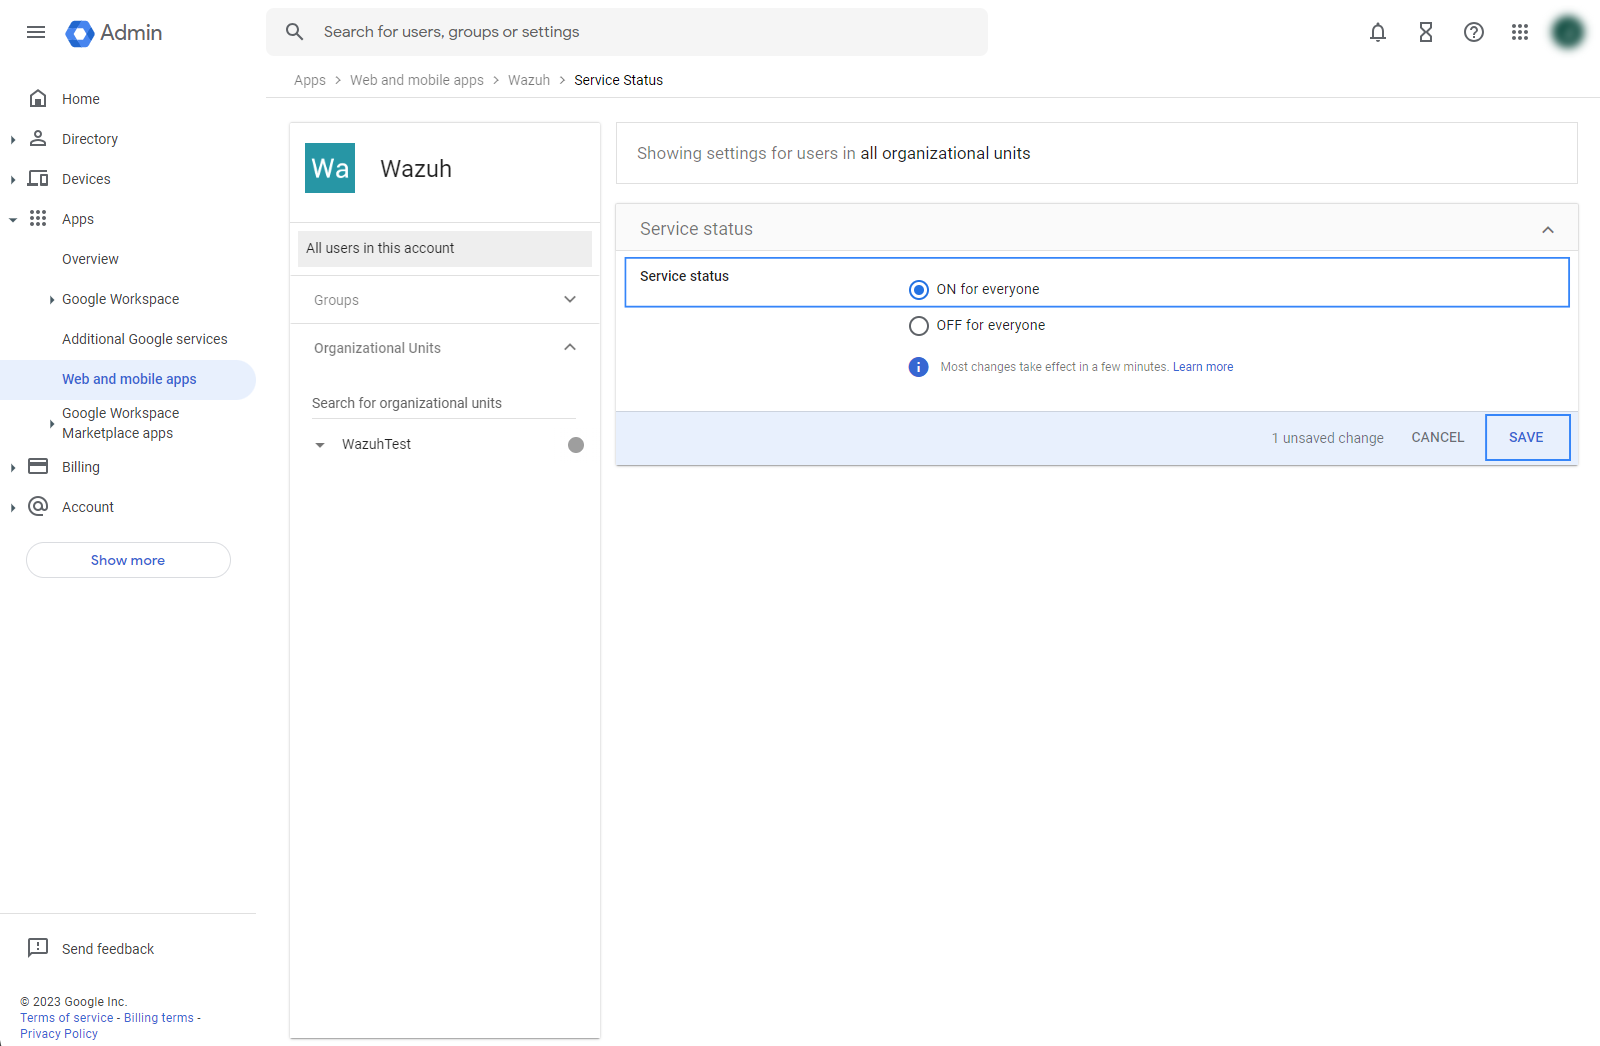 Admin
Search for users, groups or settings
Apps > Web and mobile apps > Wazuh > Service Status
Home
Directory
Devices
Apps
Overview
Google Workspace
Additional Google services
Web and mobile apps
Google Workspace
Marketplace apps
Billing
Account
Show more
Send feedback
© 2023 Google Inc.
Terms of service - Billing terms -
Privacy Policy
Wa
Wazuh
All users in this account
Groups
Organizational Units
Search for organizational units
WazuhTest
Showing settings for users in all organizational units
Service status
Service status
ON for everyone
OFF for everyone
Most changes take effect in a few minutes. Learn more
1 unsaved change
CANCEL
SAVE